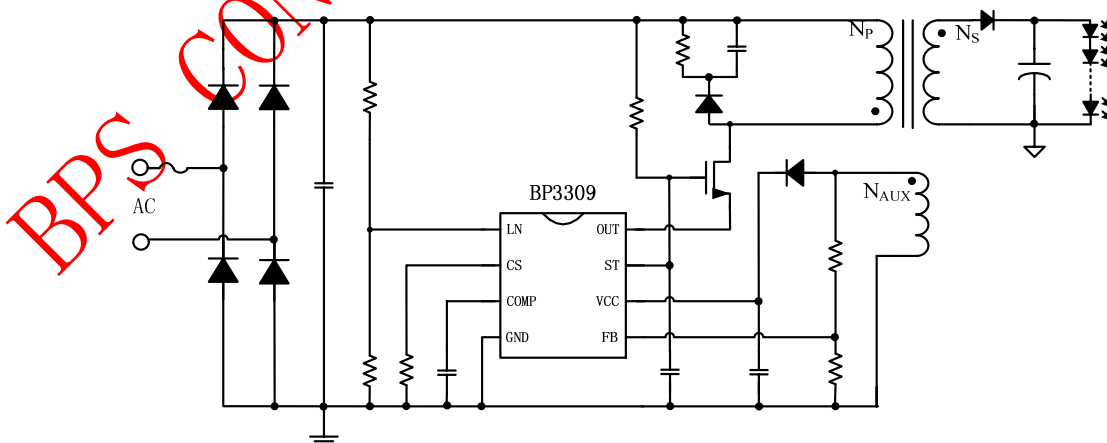 BPS CON
N_P
N_S
AC
BP3309
N_AUX
LN
OUT
CS
ST
COMP
VCC
GND
FB